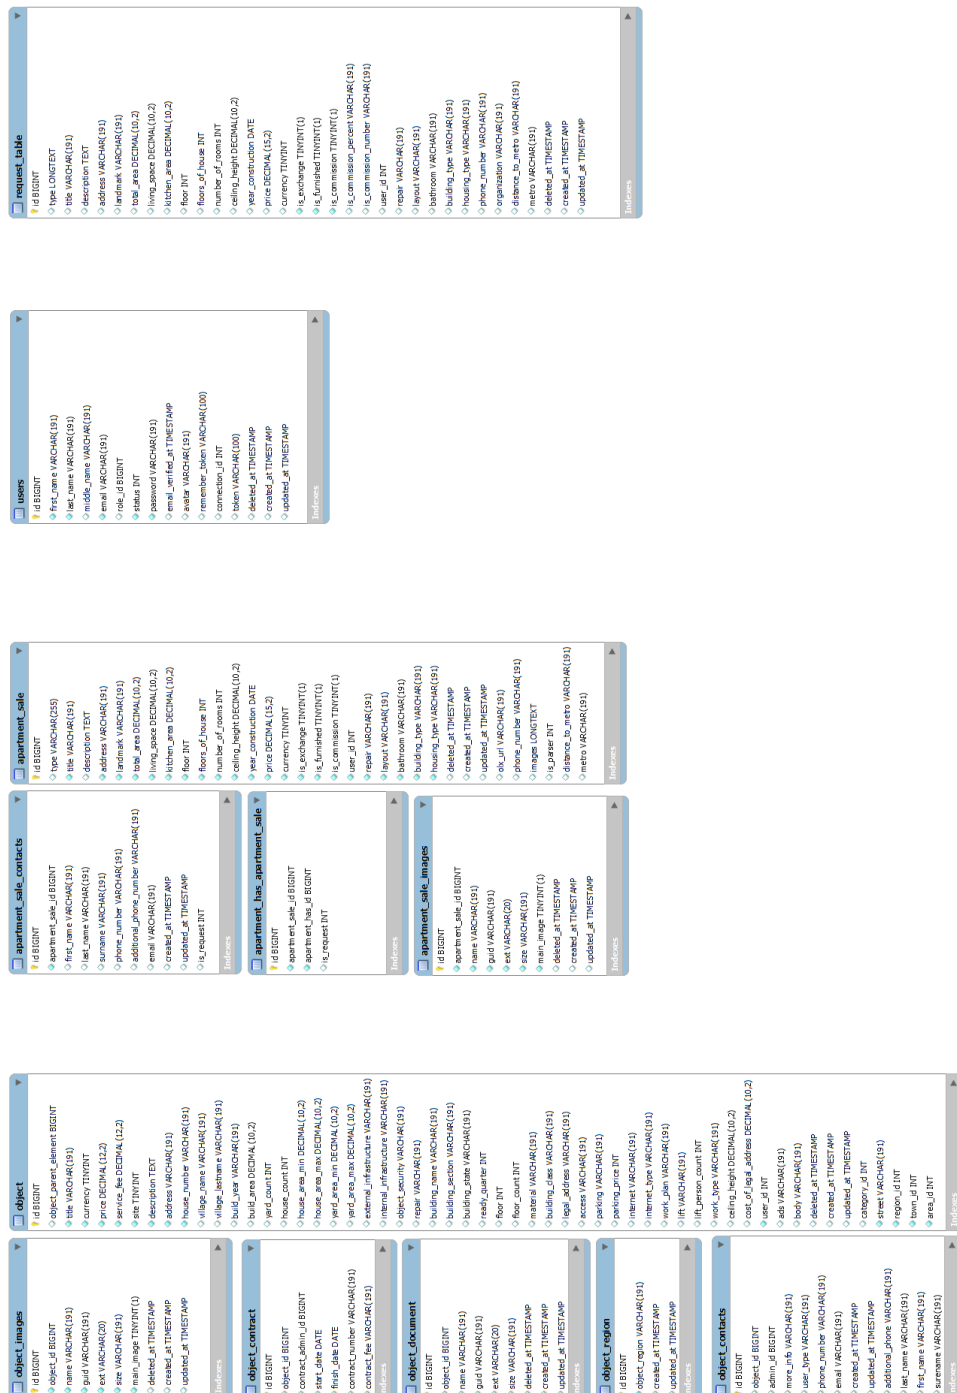 object_images
id BIGINT
object_id BIGINT
name VARCHAR(191)
guid VARCHAR(191)
ext VARCHAR(20)
size VARCHAR(191)
main_image TINYINT(1)
deleted_at TIMESTAMP
created_at TIMESTAMP
updated_at TIMESTAMP
Indexes
object_contract
id BIGINT
object_id BIGINT
contract_admin_id BIGINT
start_date DATE
finish_date DATE
contract_number VARCHAR(191)
contract_fee VARCHAR(191)
Indexes
object_document
id BIGINT
object_id BIGINT
name VARCHAR(191)
guid VARCHAR(191)
ext VARCHAR(20)
size VARCHAR(191)
deleted_at TIMESTAMP
created_at TIMESTAMP
updated_at TIMESTAMP
Indexes
object_region
id BIGINT
object_region VARCHAR(191)
created_at TIMESTAMP
updated_at TIMESTAMP
Indexes
object_contacts
id BIGINT
object_id BIGINT
admin_id BIGINT
more_info VARCHAR(191)
user_type VARCHAR(191)
phone_number VARCHAR(191)
email VARCHAR(191)
created_at TIMESTAMP
updated_at TIMESTAMP
additional_phone VARCHAR(191)
last_name VARCHAR(191)
first_name VARCHAR(191)
surename VARCHAR(191)
Indexes
object
id BIGINT
object_parent_element BIGINT
title VARCHAR(191)
currency TINYINT
price DECIMAL(12,2)
service_fee DECIMAL(12,2)
site TINYINT
description TEXT
address VARCHAR(191)
house_number VARCHAR(191)
village_name VARCHAR(191)
village_lastname VARCHAR(191)
build_year VARCHAR(191)
build_area DECIMAL(10,2)
yard_count INT
house_count INT
house_area_min DECIMAL(10,2)
house_area_max DECIMAL(10,2)
yard_area_min DECIMAL(10,2)
yard_area_max DECIMAL(10,2)
external_infrastructure VARCHAR(191)
internal_infrastructure VARCHAR(191)
object_security VARCHAR(191)
repair VARCHAR(191)
building_name VARCHAR(191)
building_section VARCHAR(191)
building_state VARCHAR(191)
ready_quarter INT
floor INT
floor_count INT
material VARCHAR(191)
building_class VARCHAR(191)
legal_address VARCHAR(191)
access VARCHAR(191)
parking VARCHAR(191)
parking_price INT
internet VARCHAR(191)
internet_type VARCHAR(191)
work_plan VARCHAR(191)
lift VARCHAR(191)
lift_person_count INT
work_type VARCHAR(191)
ceiling_height DECIMAL(10,2)
cost_of_legal_address DECIMAL(10,2)
user_id INT
ads VARCHAR(191)
body VARCHAR(191)
deleted_at TIMESTAMP
created_at TIMESTAMP
updated_at TIMESTAMP
category_id INT
street VARCHAR(191)
region_id INT
town_id INT
area_id INT
Indexes
apartment_sale_contacts
id BIGINT
apartment_sale_id BIGINT
first_name VARCHAR(191)
last_name VARCHAR(191)
surname VARCHAR(191)
phone_number VARCHAR(191)
additional_phone_number VARCHAR(191)
email VARCHAR(191)
created_at TIMESTAMP
updated_at TIMESTAMP
is_request INT
Indexes
apartment_has_apartment_sale
id BIGINT
apartment_sale_id BIGINT
apartment_has_id BIGINT
is_request INT
Indexes
apartment_sale_images
id BIGINT
apartment_sale_id BIGINT
name VARCHAR(191)
guid VARCHAR(191)
ext VARCHAR(20)
size VARCHAR(191)
main_image TINYINT(1)
deleted_at TIMESTAMP
created_at TIMESTAMP
updated_at TIMESTAMP
Indexes
apartment_sale
id BIGINT
type VARCHAR(255)
title VARCHAR(191)
description TEXT
address VARCHAR(191)
landmark VARCHAR(191)
total_area DECIMAL(10,2)
living_space DECIMAL(10,2)
kitchen_area DECIMAL(10,2)
floor INT
floors_of_house INT
number_of_rooms INT
ceiling_height DECIMAL(10,2)
year_construction DATE
price DECIMAL(15,2)
currency TINYINT
is_exchange TINYINT(1)
is_furnished TINYINT(1)
is_commission TINYINT(1)
user_id INT
repair VARCHAR(191)
layout VARCHAR(191)
bathroom VARCHAR(191)
building_type VARCHAR(191)
housing_type VARCHAR(191)
deleted_at TIMESTAMP
created_at TIMESTAMP
updated_at TIMESTAMP
olx_url VARCHAR(191)
phone_number VARCHAR(191)
images LONGTEXT
is_parser INT
distance_to_metro VARCHAR(191)
metro VARCHAR(191)
Indexes
users
id BIGINT
first_name VARCHAR(191)
last_name VARCHAR(191)
middle_name VARCHAR(191)
email VARCHAR(191)
role_id BIGINT
status INT
password VARCHAR(191)
email_verified_at TIMESTAMP
avatar VARCHAR(191)
remember_token VARCHAR(100)
connection_id INT
token VARCHAR(100)
deleted_at TIMESTAMP
created_at TIMESTAMP
updated_at TIMESTAMP
Indexes
request_table
id BIGINT
type LONGTEXT
title VARCHAR(191)
description TEXT
address VARCHAR(191)
landmark VARCHAR(191)
total_area DECIMAL(10,2)
living_space DECIMAL(10,2)
kitchen_area DECIMAL(10,2)
floor INT
floors_of_house INT
number_of_rooms INT
ceiling_height DECIMAL(10,2)
year_construction DATE
price DECIMAL(15,2)
currency TINYINT
is_exchange TINYINT(1)
is_furnished TINYINT(1)
is_commission TINYINT(1)
is_commission_percent VARCHAR(191)
is_commission_number VARCHAR(191)
user_id INT
repair VARCHAR(191)
layout VARCHAR(191)
bathroom VARCHAR(191)
building_type VARCHAR(191)
housing_type VARCHAR(191)
phone_number VARCHAR(191)
organization VARCHAR(191)
distance_to_metro VARCHAR(191)
metro VARCHAR(191)
deleted_at TIMESTAMP
created_at TIMESTAMP
updated_at TIMESTAMP
Indexes